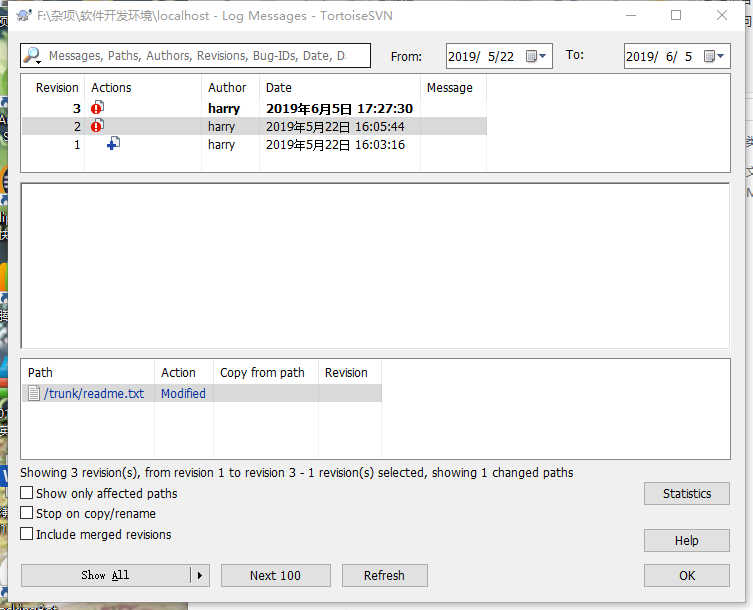 F:\杂项\软件开发环境\localhost - Log Messages - TortoiseSVN
Messages, Paths, Authors, Revisions, Bug-IDs, Date, D
From: 2019/ 5/22 To: 2019/ 6/ 5
Revision Actions Author Date Message
3 harry 2019年6月5日 17:27:30
2 harry 2019年5月22日 16:05:44
1 harry 2019年5月22日 16:03:16
Path Action Copy from path Revision
/trunk/readme.txt Modified
Showing 3 revision(s), from revision 1 to revision 3 - 1 revision(s) selected, showing 1 changed paths
Show only affected paths
Statistics
Stop on copy/rename
Include merged revisions
Help
Show All Next 100 Refresh OK